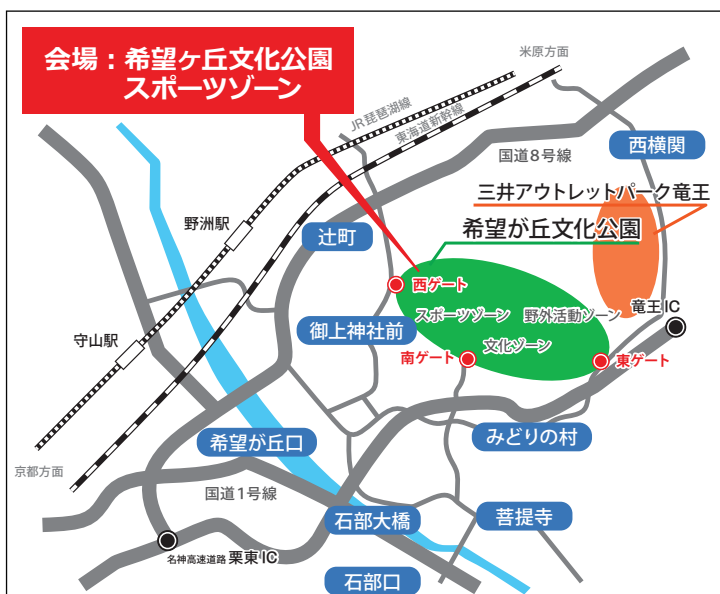 会場：希望ヶ丘文化公園
スポーツゾーン
米原方面
JR琵琶湖線
東海道新幹線
国道8号線
西横関
三井アウトレットパーク竜王
野洲駅
辻町
希望が丘文化公園
西ゲート
スポーツゾーン
野外活動ゾーン
竜王IC
御上神社前
守山駅
文化ゾーン
南ゲート
東ゲート
希望が丘口
みどりの村
京都方面
国道1号線
石部大橋
菩提寺
名神高速道路 栗東IC
石部口